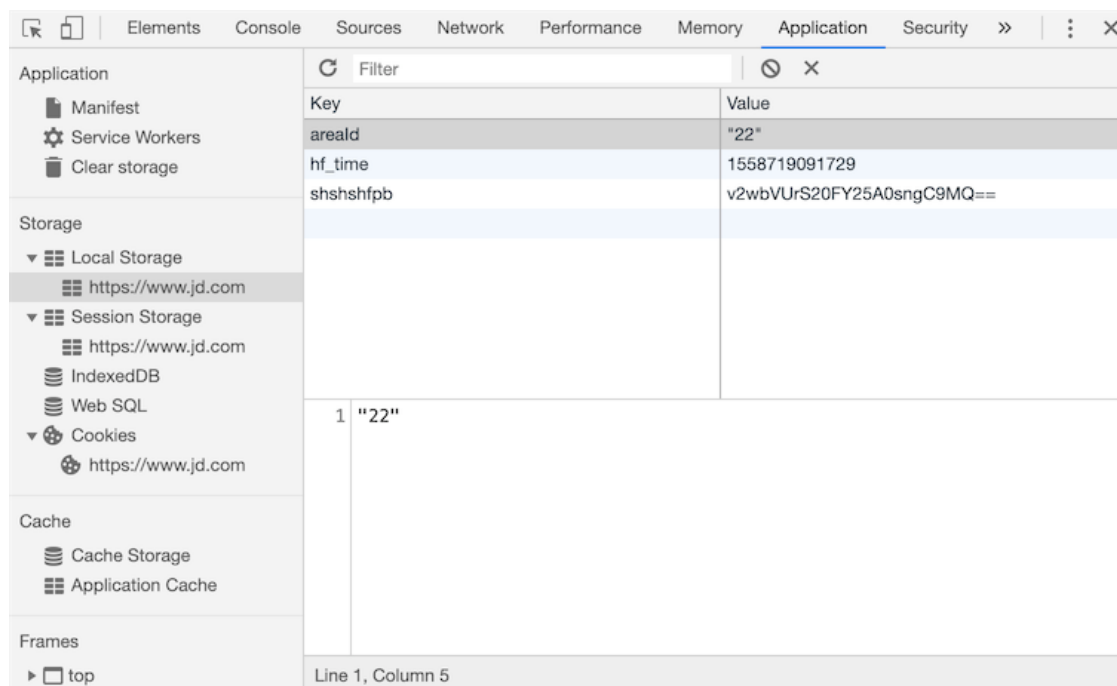 Elements Console Sources Network Performance Memory Application Security »
Application
Manifest
Service Workers
Clear storage
Storage
Local Storage
https://www.jd.com
Session Storage
https://www.jd.com
IndexedDB
Web SQL
Cookies
https://www.jd.com
Cache
Cache Storage
Application Cache
Frames
top
Filter
Key Value
areaId "22"
hf_time 1558719091729
shshshfpb v2wbVUrS20FY25A0sngC9MQ==
1 "22"
Line 1, Column 5